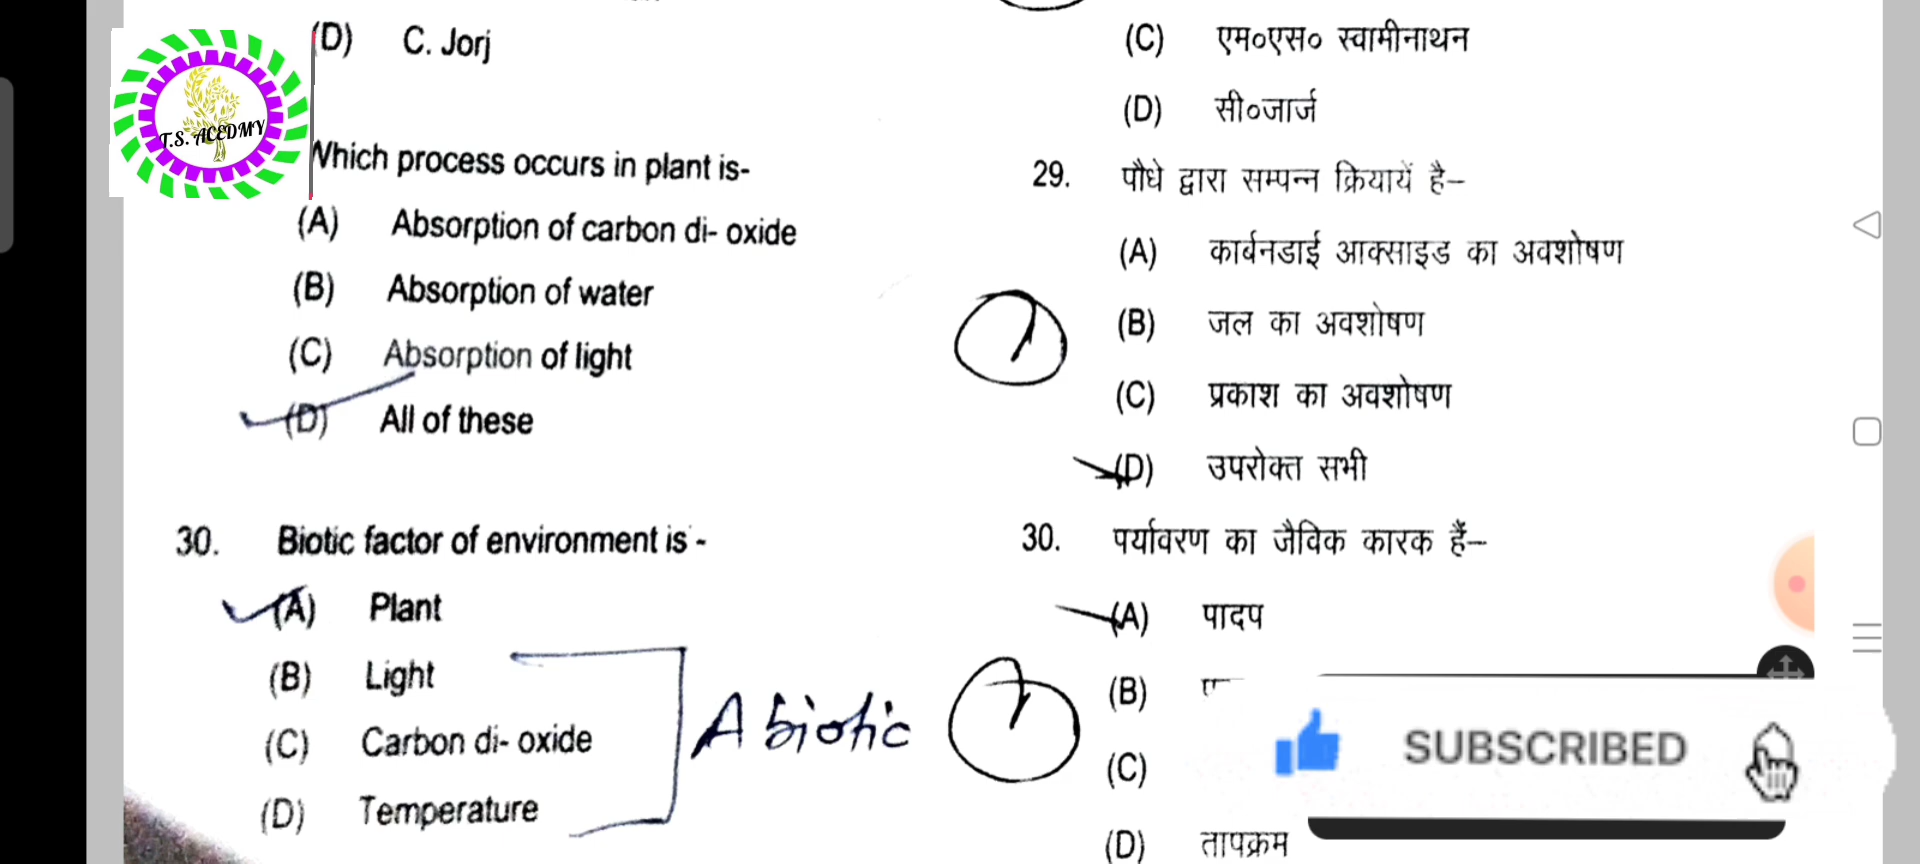 (D) C. Jorj
T.S. ACEDMY
Which process occurs in plant is-
(A) Absorption of carbon di- oxide
(B) Absorption of water
(C) Absorption of light
(D) All of these
30. Biotic factor of environment is -
(A) Plant
(B) Light
(C) Carbon di- oxide
(D) Temperature
Abiotic
(C) एम०एस० स्वामीनाथन
(D) सी०जार्ज
29. पौधे द्वारा सम्पन्न क्रियायें है–
(A) कार्बनडाई आक्साइड का अवशोषण
(B) जल का अवशोषण
(C) प्रकाश का अवशोषण
(D) उपरोक्त सभी
30. पर्यावरण का जैविक कारक हैं–
(A) पादप
(B)
(C)
(D) तापक्रम
SUBSCRIBED